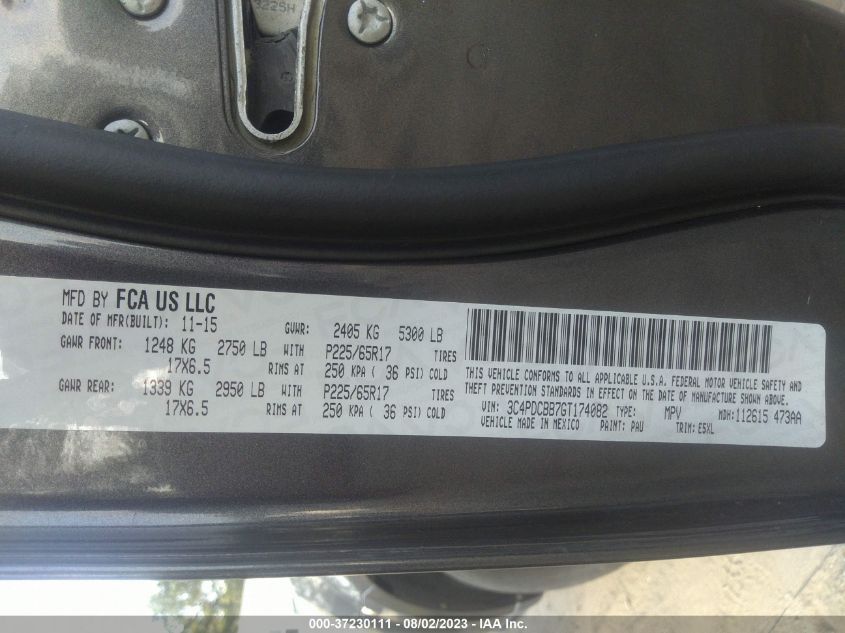 3225H
MFD BY FCA US LLC
DATE OF MFR(BUILT): 11-15 GVWR: 2405 KG 5300 LB
GAWR FRONT: 1248 KG 2750 LB WITH P225/65R17 TIRES
17X6.5 RIMS AT 250 KPA ( 36 PSI) COLD
GAWR REAR: 1339 KG 2950 LB WITH P225/65R17 TIRES
17X6.5 RIMS AT 250 KPA ( 36 PSI) COLD
THIS VEHICLE CONFORMS TO ALL APPLICABLE U.S.A. FEDERAL MOTOR VEHICLE SAFETY AND
THEFT PREVENTION STANDARDS IN EFFECT ON THE DATE OF MANUFACTURE SHOWN ABOVE.
VIN: 3C4PDCBB7GT174082 TYPE: MPV MDH: 112615 473AA
VEHICLE MADE IN MEXICO PAINT: PAU TRIM: E5XL
000-37230111 - 08/02/2023 - IAA Inc.